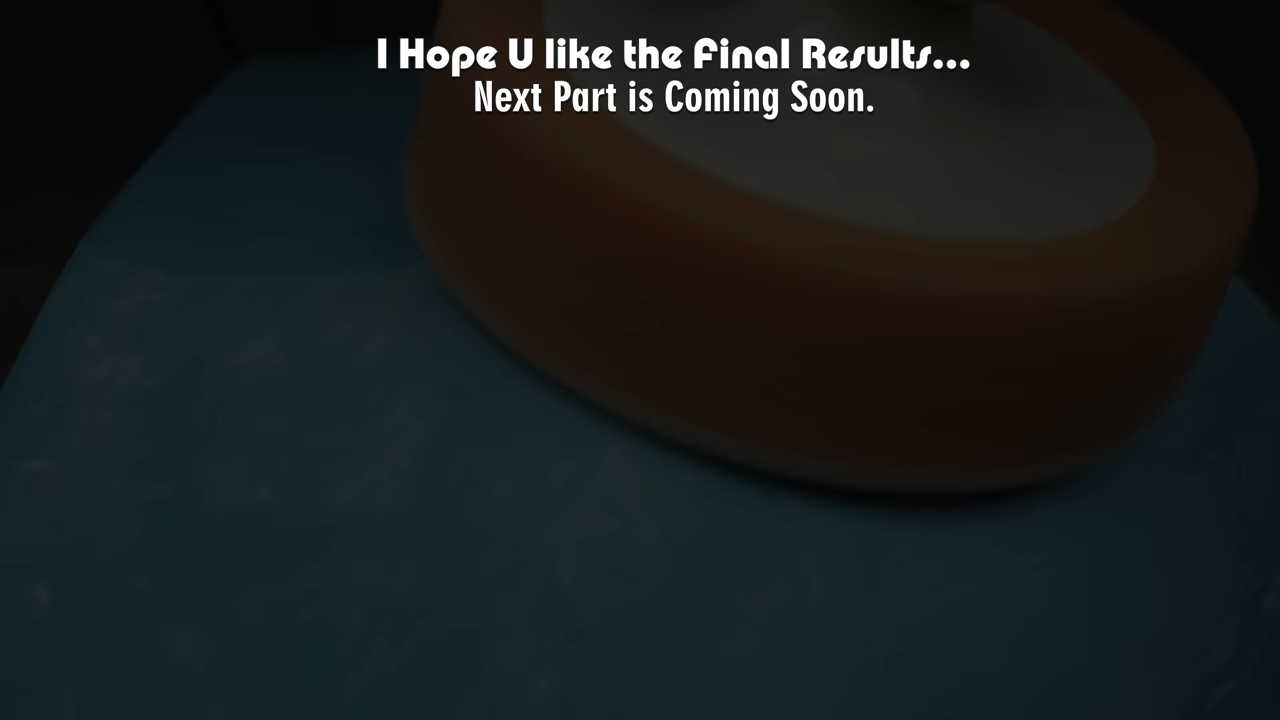 I Hope U like the Final Results...
Next Part is Coming Soon.